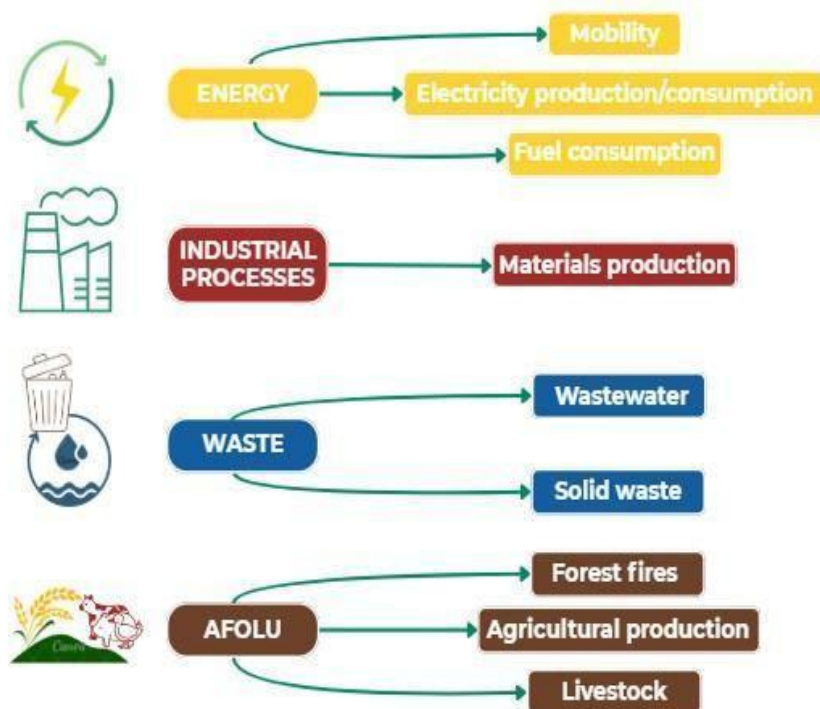 Mobility
ENERGY
Electricity production/consumption
Fuel consumption
INDUSTRIAL
PROCESSES
Materials production
Wastewater
WASTE
Solid waste
Forest fires
AFOLU
Agricultural production
Canva
Livestock